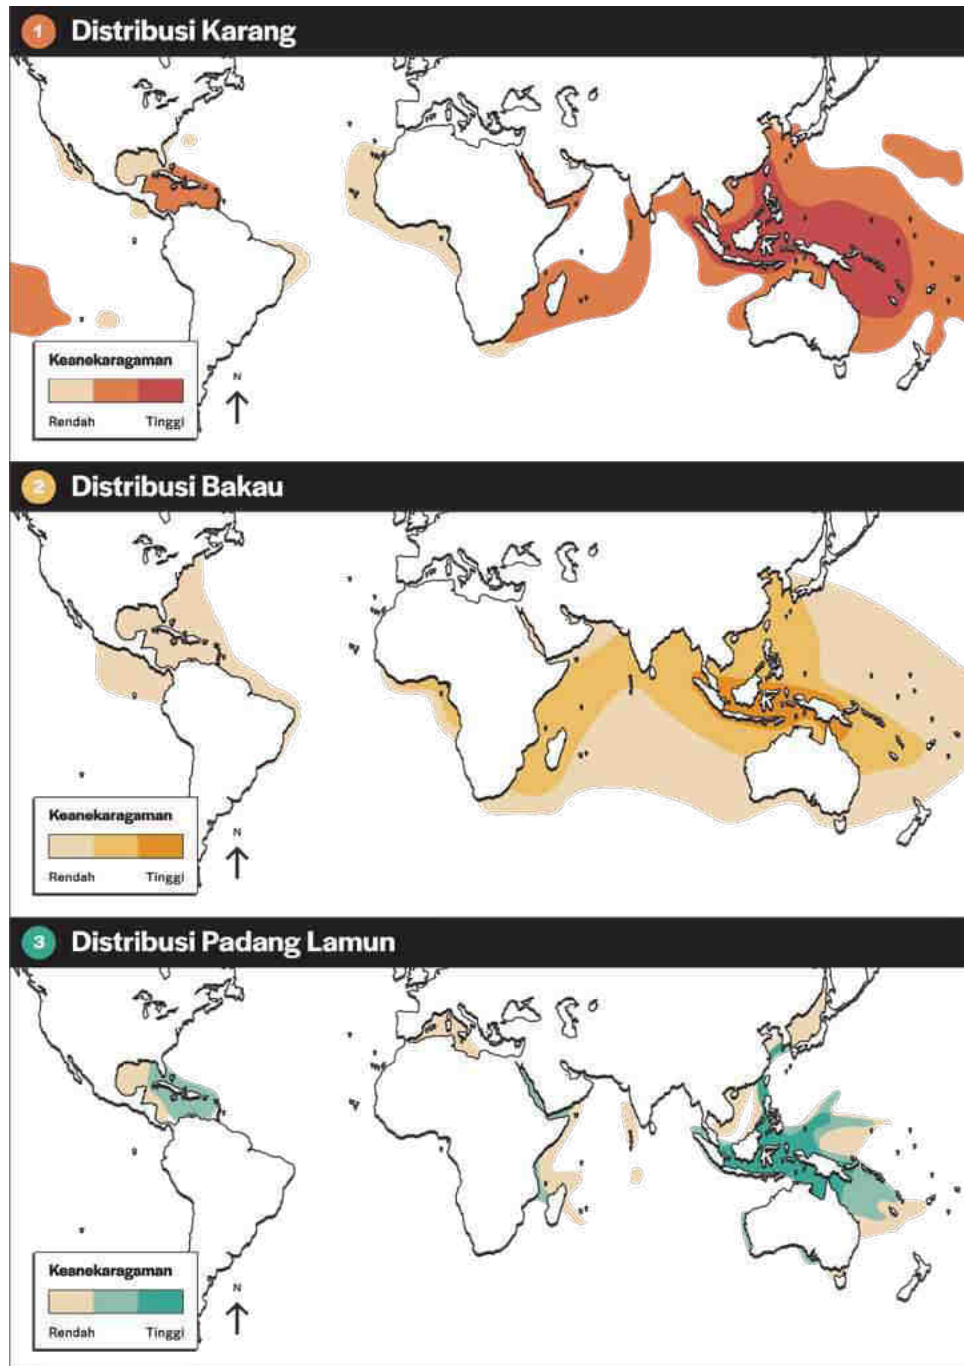 1 Distribusi Karang
Keanekaragaman
Rendah Tinggi
N
2 Distribusi Bakau
Keanekaragaman
Rendah Tinggi
N
3 Distribusi Padang Lamun
Keanekaragaman
Rendah Tinggi
N